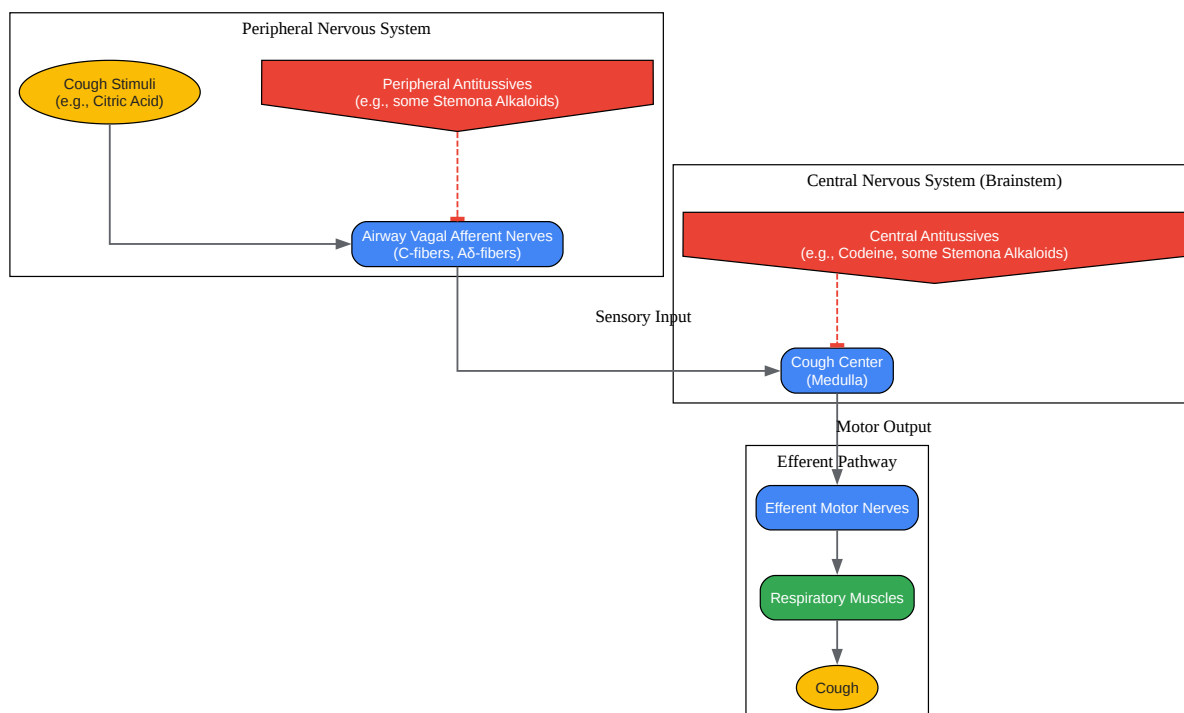 Peripheral Nervous System
Cough Stimuli
(e.g., Citric Acid)
Peripheral Antitussives
(e.g., some Stemona Alkaloids)
Airway Vagal Afferent Nerves
(C-fibers, Aδ-fibers)
Central Nervous System (Brainstem)
Central Antitussives
(e.g., Codeine, some Stemona Alkaloids)
Sensory Input
Cough Center
(Medulla)
Motor Output
Efferent Pathway
Efferent Motor Nerves
Respiratory Muscles
Cough